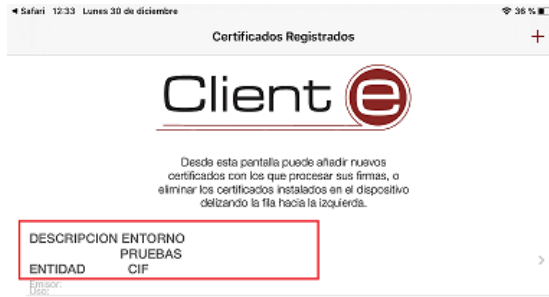 ◄ Safari 12:33 Lunes 30 de diciembre 36 %
Certificados Registrados +
Client e
Desde esta pantalla puede añadir nuevos
certificados con los que procesar sus firmas, o
eliminar los certificados instalados en el dispositivo
delizando la fila hacia la izquierda.
DESCRIPCION ENTORNO
PRUEBAS
ENTIDAD CIF
Emisor:
Uso: